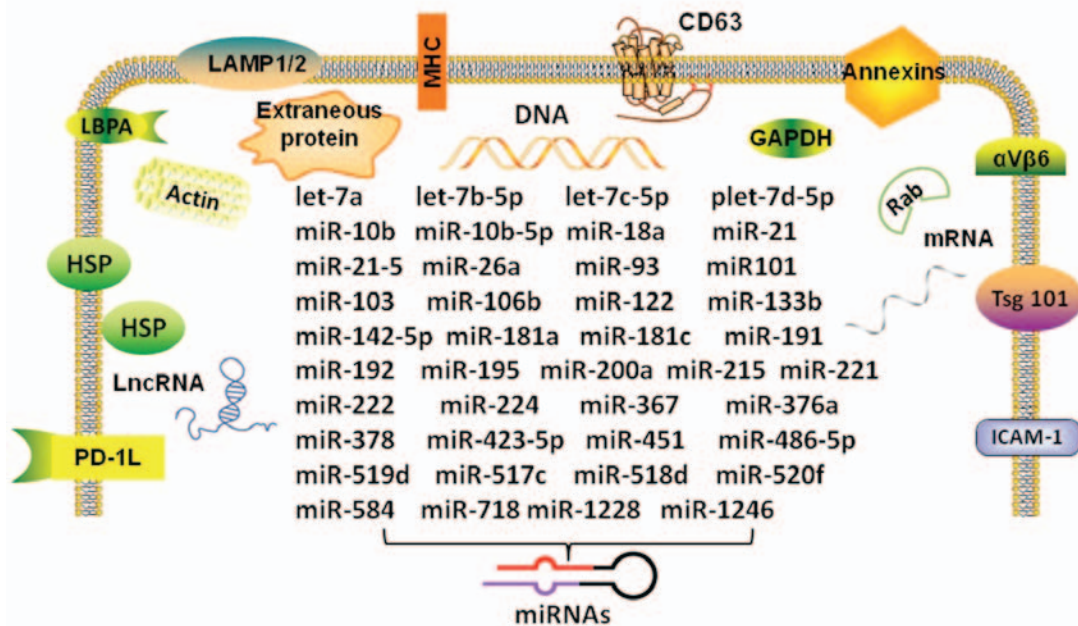 CD63
LAMP1/2
MHC
Annexins
LBPA
Extraneous
protein
DNA
GAPDH
αVβ6
Actin
Rab
let-7a let-7b-5p let-7c-5p plet-7d-5p
miR-10b miR-10b-5p miR-18a miR-21
mRNA
HSP
miR-21-5 miR-26a miR-93 miR101
miR-103 miR-106b miR-122 miR-133b
Tsg 101
HSP
miR-142-5p miR-181a miR-181c miR-191
miR-192 miR-195 miR-200a miR-215 miR-221
LncRNA
miR-222 miR-224 miR-367 miR-376a
miR-378 miR-423-5p miR-451 miR-486-5p
ICAM-1
PD-1L
miR-519d miR-517c miR-518d miR-520f
miR-584 miR-718 miR-1228 miR-1246
miRNAs